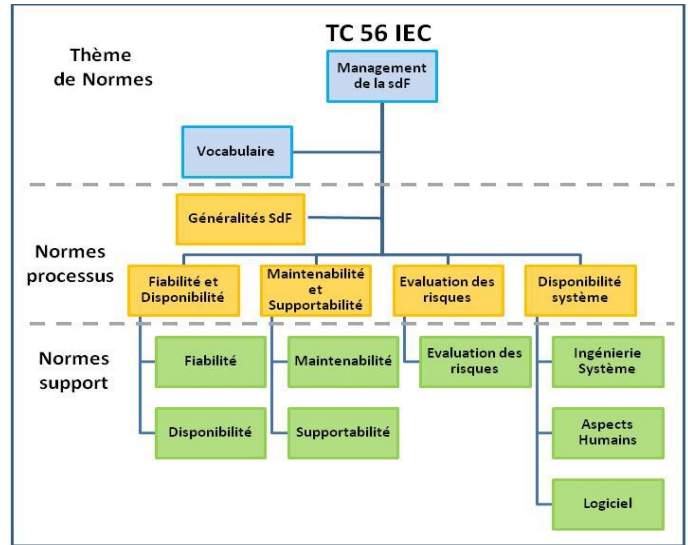 TC 56 IEC
Thème
de Normes
Management
de la sdF
Vocabulaire
Généralités SdF
Normes
processus
Fiabilité et
Disponibilité
Maintenabilité
et
Supportabilité
Evaluation des
risques
Disponibilité
système
Normes
support
Fiabilité
Maintenabilité
Evaluation des
risques
Ingénierie
Système
Disponibilité
Supportabilité
Aspects
Humains
Logiciel